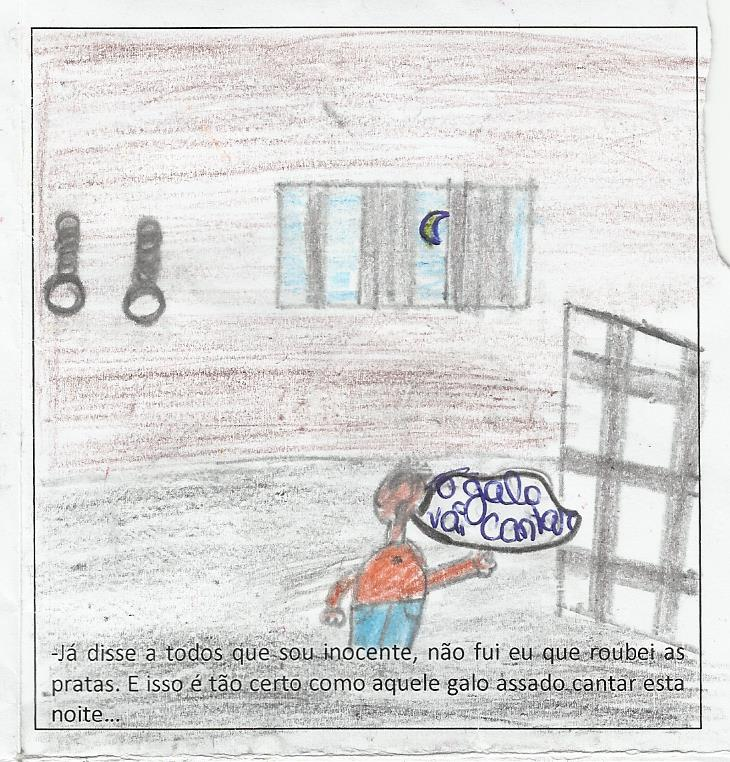 O galo
vai cantar
-Já disse a todos que sou inocente, não fui eu que roubei as
pratas. E isso é tão certo como aquele galo assado cantar esta
noite...